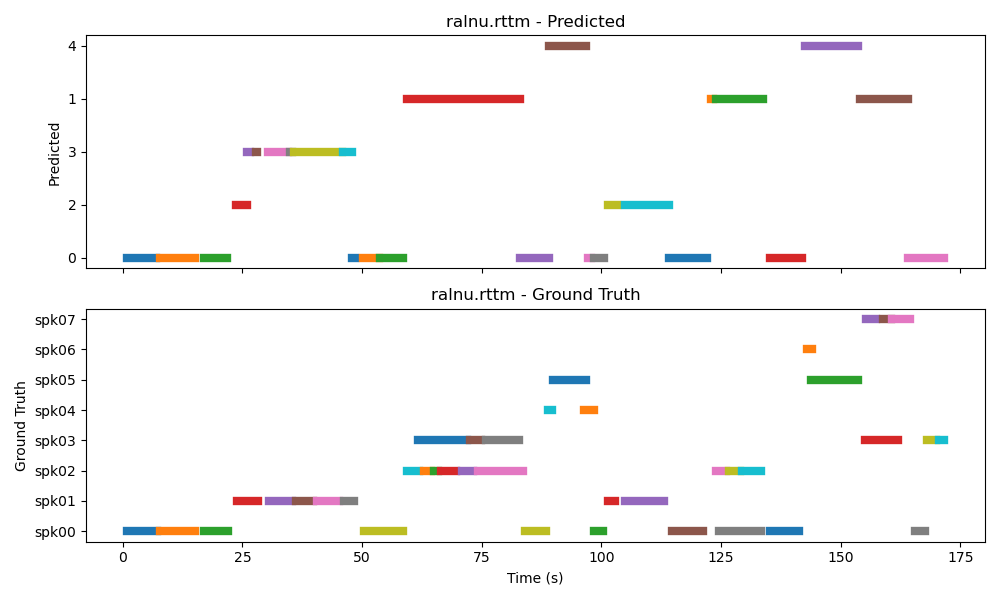 ralnu.rttm - Predicted
4
1
3
2
0
Predicted
ralnu.rttm - Ground Truth
spk07
spk06
spk05
spk04
spk03
spk02
spk01
spk00
Ground Truth
0 25 50 75 100 125 150 175
Time (s)